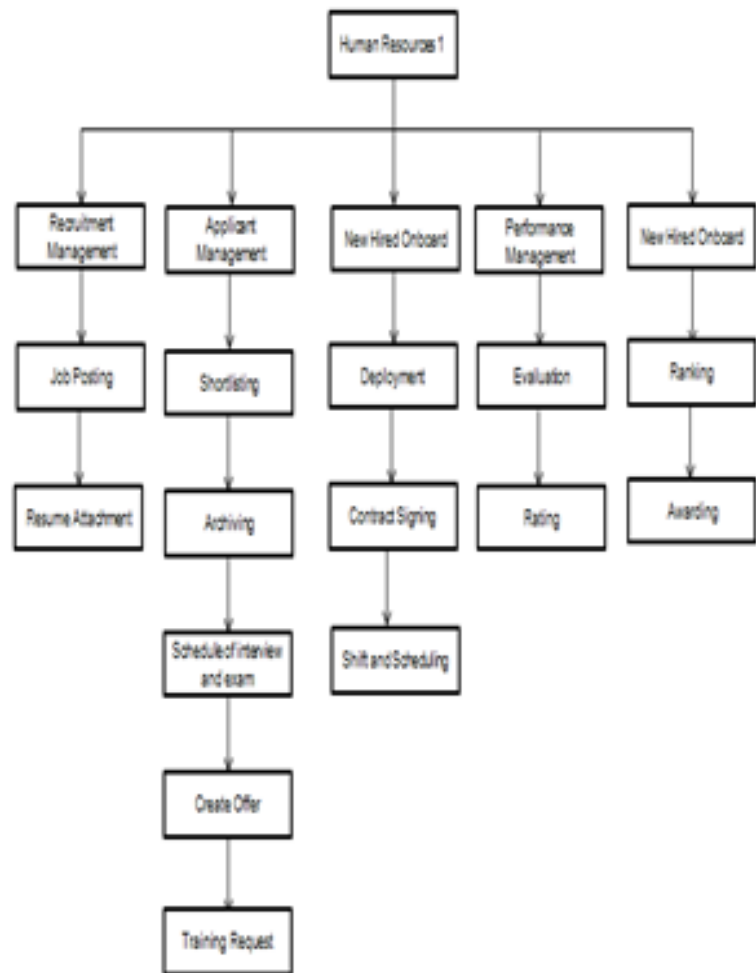 Human Resources 1
Recruitment
Management
Applicant
Management
New Hired Onboard
Performance
Management
New Hired Onboard
Job Posting
Shortlisting
Deployment
Evaluation
Ranking
Resume Attachment
Archiving
Contract Signing
Rating
Awarding
Schedule of interview
and exam
Shift and Scheduling
Create Offer
Training Request